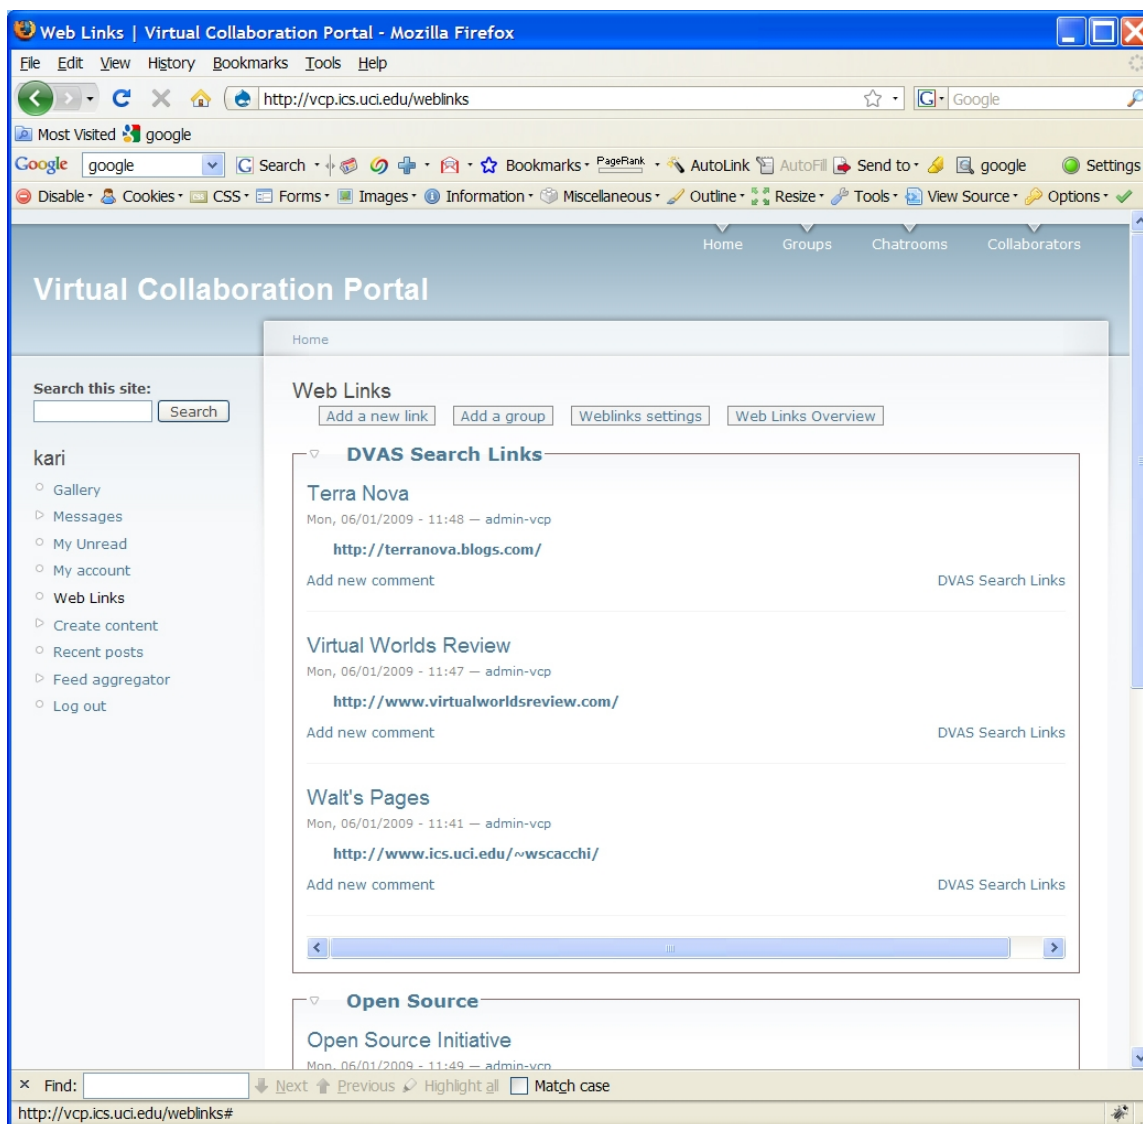 Web Links | Virtual Collaboration Portal - Mozilla Firefox
File Edit View History Bookmarks Tools Help
http://vcp.ics.uci.edu/weblinks G Google
Most Visited google
Google google G Search Bookmarks PageRank AutoLink AutoFill Send to google Settings
Disable Cookies CSS Forms Images Information Miscellaneous Outline Resize Tools View Source Options
Home Groups Chatrooms Collaborators
Virtual Collaboration Portal
Home
Search this site:
Search
kari
Gallery
Messages
My Unread
My account
Web Links
Create content
Recent posts
Feed aggregator
Log out
Web Links
Add a new link Add a group Weblinks settings Web Links Overview
DVAS Search Links
Terra Nova
Mon, 06/01/2009 - 11:48 — admin-vcp
http://terranova.blogs.com/
Add new comment DVAS Search Links
Virtual Worlds Review
Mon, 06/01/2009 - 11:47 — admin-vcp
http://www.virtualworldsreview.com/
Add new comment DVAS Search Links
Walt's Pages
Mon, 06/01/2009 - 11:41 — admin-vcp
http://www.ics.uci.edu/~wscacchi/
Add new comment DVAS Search Links
Open Source
Open Source Initiative
Mon, 06/01/2009 - 11:49 — admin-vcp
× Find: Next Previous Highlight all Match case
http://vcp.ics.uci.edu/weblinks#